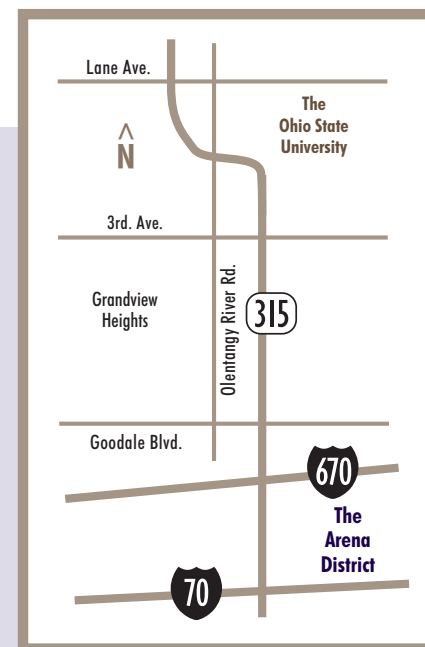 Lane Ave.
The
Ohio State
University
N
3rd. Ave.
Olentangy River Rd.
Grandview
Heights
315
Goodale Blvd.
670
The
Arena
District
70